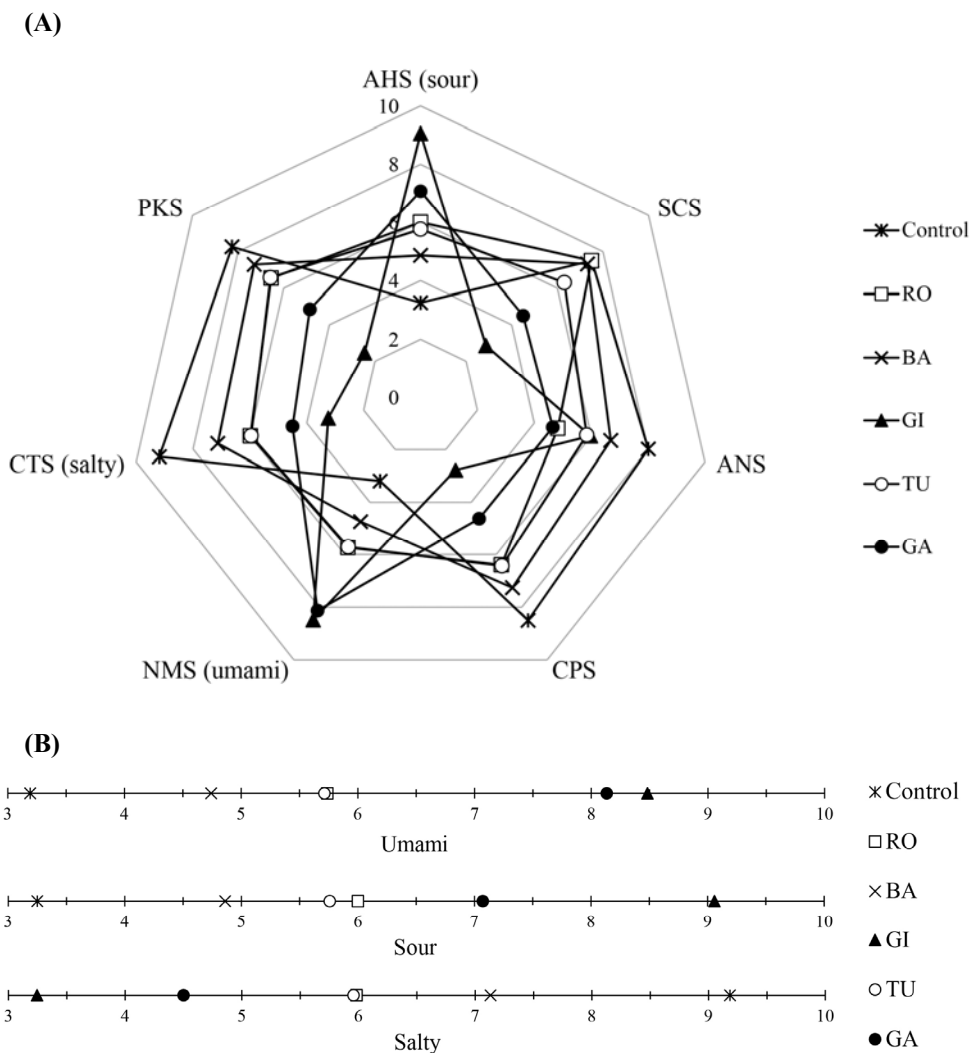 (A)
AHS (sour)
10
8
6
4
2
0
PKS
SCS
CTS (salty)
ANS
NMS (umami)
CPS
Control
RO
BA
GI
TU
GA
(B)
3 4 5 6 7 8 9 10
Umami
3 4 5 6 7 8 9 10
Sour
3 4 5 6 7 8 9 10
Salty
Control
RO
BA
GI
TU
GA